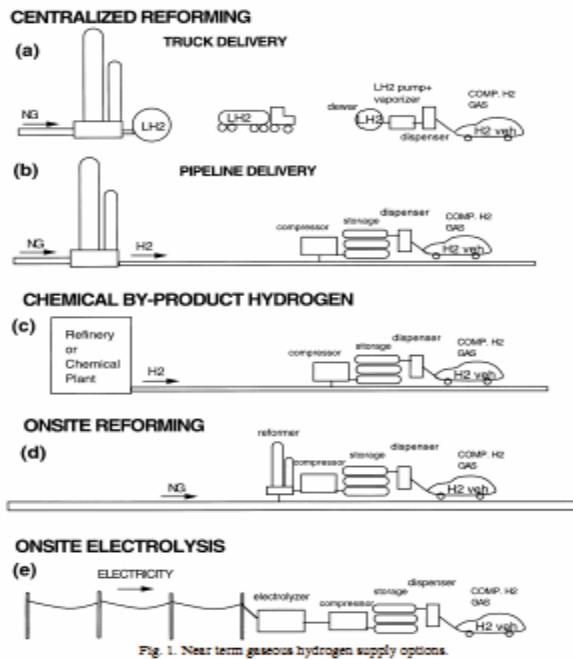 CENTRALIZED REFORMING
(a) TRUCK DELIVERY
NG
LH2
LH2
dewar
LH2
LH2 pump+
vaporizer
dispenser
COMP. H2
GAS
H2 veh
(b) PIPELINE DELIVERY
NG
H2
compressor
storage
dispenser
COMP. H2
GAS
H2 veh
CHEMICAL BY-PRODUCT HYDROGEN
(c)
Refinery
or
Chemical
Plant
H2
compressor
storage
dispenser
COMP. H2
GAS
H2 veh
ONSITE REFORMING
(d)
NG
reformer
compressor
storage
dispenser
COMP. H2
GAS
H2 veh
ONSITE ELECTROLYSIS
(e)
ELECTRICITY
electrolyzer
compressor
storage
dispenser
COMP. H2
GAS
H2 veh
Fig. 1. Near term gaseous hydrogen supply options.